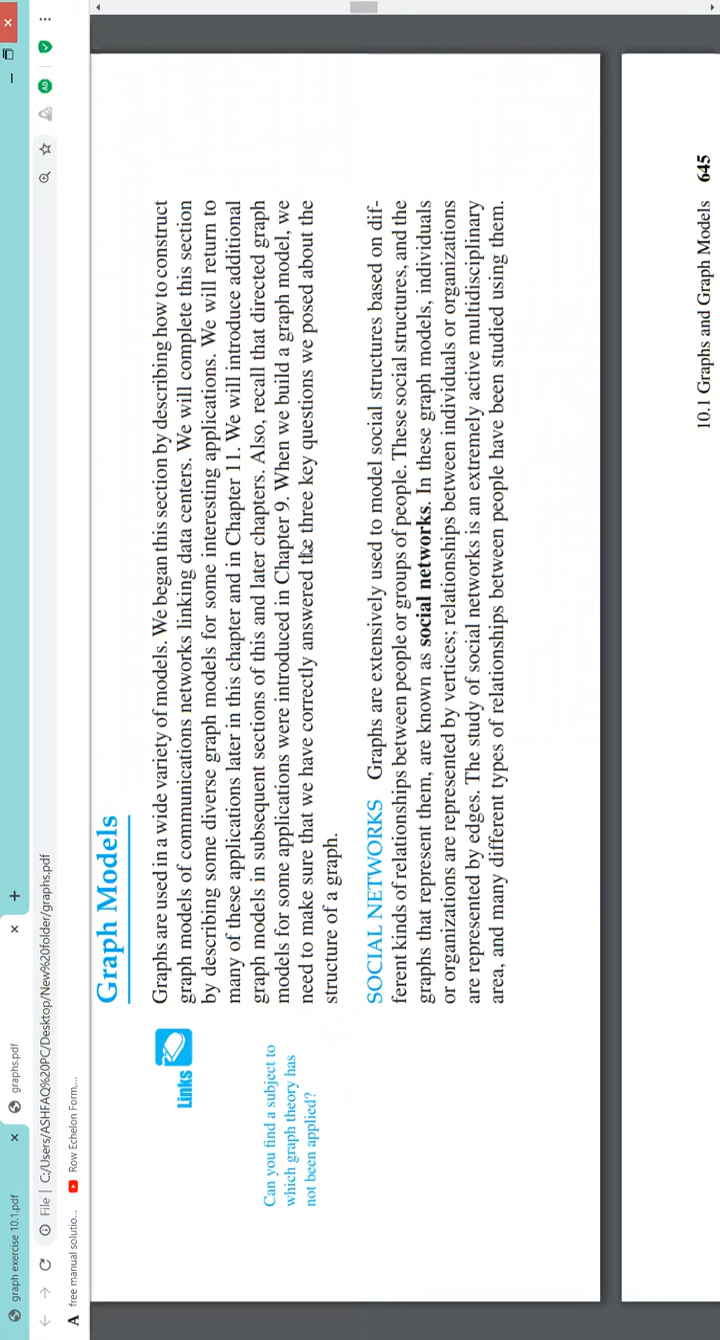 graph exercise 10.1.pdf
graphs.pdf
File | C:/Users/ASHFAQ%20PC/Desktop/New%20folder/graphs.pdf
free manual solutio...
Row Echelon Form,...
Graph Models
Links
Graphs are used in a wide variety of models. We began this section by describing how to construct
graph models of communications networks linking data centers. We will complete this section
by describing some diverse graph models for some interesting applications. We will return to
many of these applications later in this chapter and in Chapter 11. We will introduce additional
graph models in subsequent sections of this and later chapters. Also, recall that directed graph
models for some applications were introduced in Chapter 9. When we build a graph model, we
need to make sure that we have correctly answered the three key questions we posed about the
structure of a graph.
Can you find a subject to
which graph theory has
not been applied?
SOCIAL NETWORKS Graphs are extensively used to model social structures based on dif-
ferent kinds of relationships between people or groups of people. These social structures, and the
graphs that represent them, are known as social networks. In these graph models, individuals
or organizations are represented by vertices; relationships between individuals or organizations
are represented by edges. The study of social networks is an extremely active multidisciplinary
area, and many different types of relationships between people have been studied using them.
10.1 Graphs and Graph Models 645